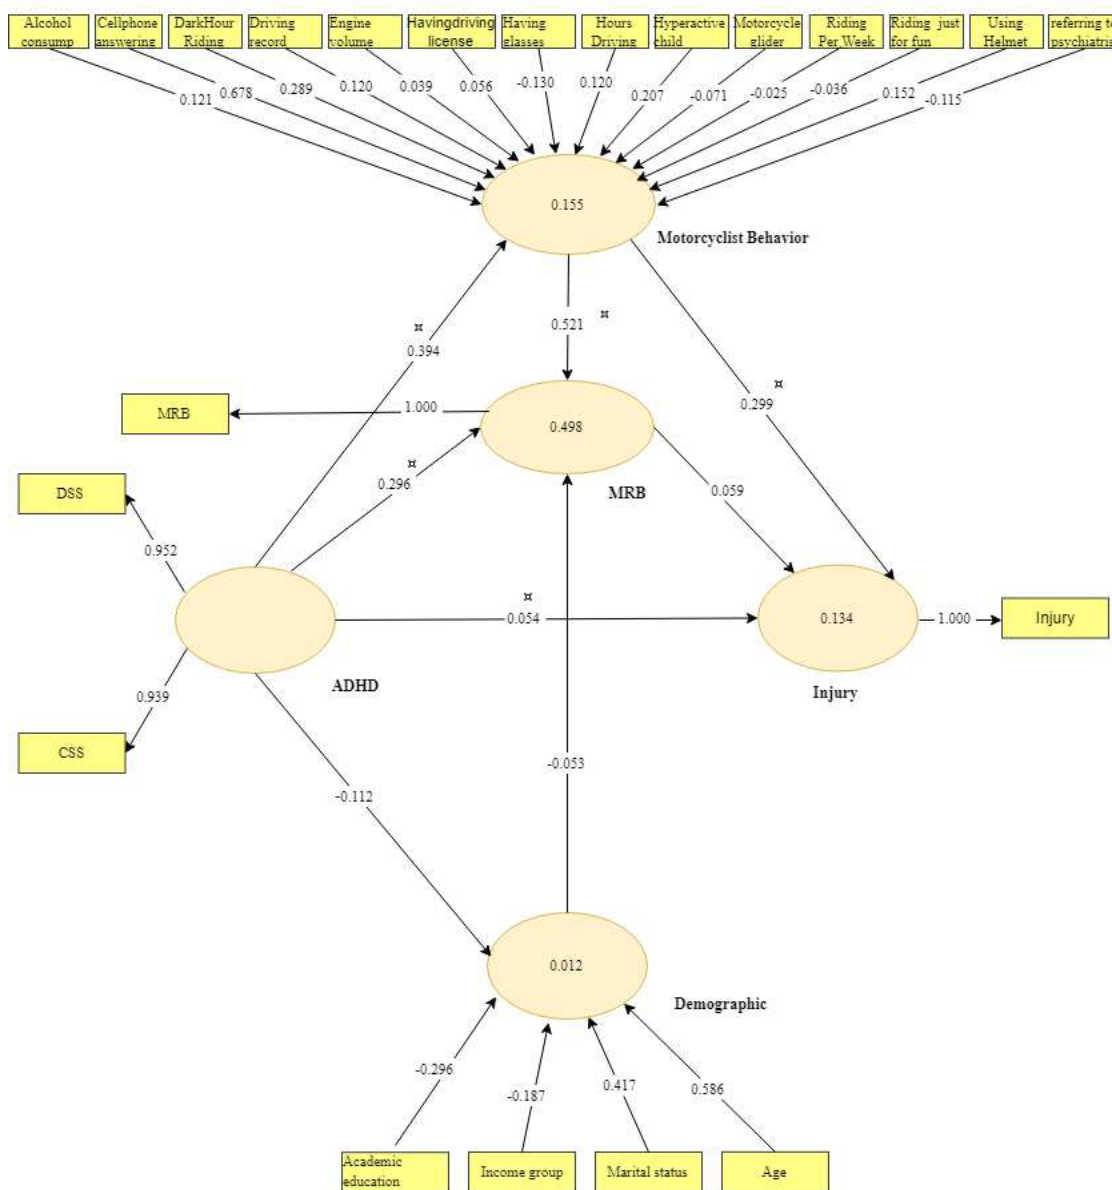 Alcohol
consump
Cellphone
answering
DarkHour
Riding
Driving
record
Engine
volume
Havingdriving
license
Having
glasses
Hours
Driving
Hyperactive
child
Motorcycle
glider
Riding
Per Week
Riding just
for fun
Using
Helmet
referring to
psychiatris
0.121
0.678
0.289
0.120
0.039
0.056
-0.130
0.120
0.207
-0.071
-0.025
-0.036
0.152
-0.115
0.155
Motorcyclist Behavior
¤
0.394
0.521 ¤
¤
0.299
MRB
1.000
0.498
MRB
¤
0.296
0.059
DSS
0.952
¤
0.054
0.134
1.000
Injury
ADHD
Injury
0.939
CSS
-0.112
-0.053
0.012
Demographic
-0.296
-0.187
0.417
0.586
Academic
education
Income group
Marital status
Age